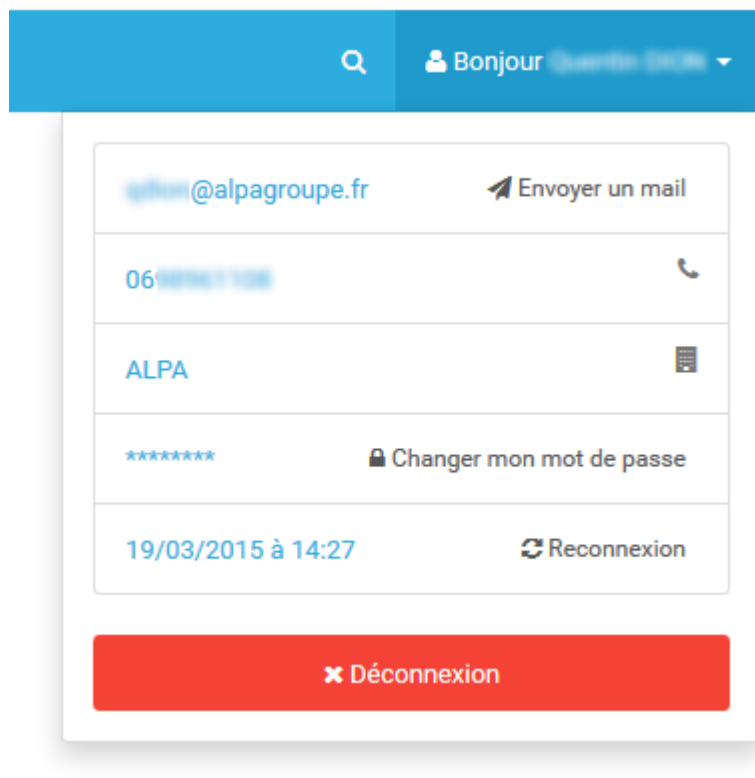 Bonjour
@alpagroupe.fr Envoyer un mail
06
ALPA
******** Changer mon mot de passe
19/03/2015 à 14:27 Reconnexion
Déconnexion